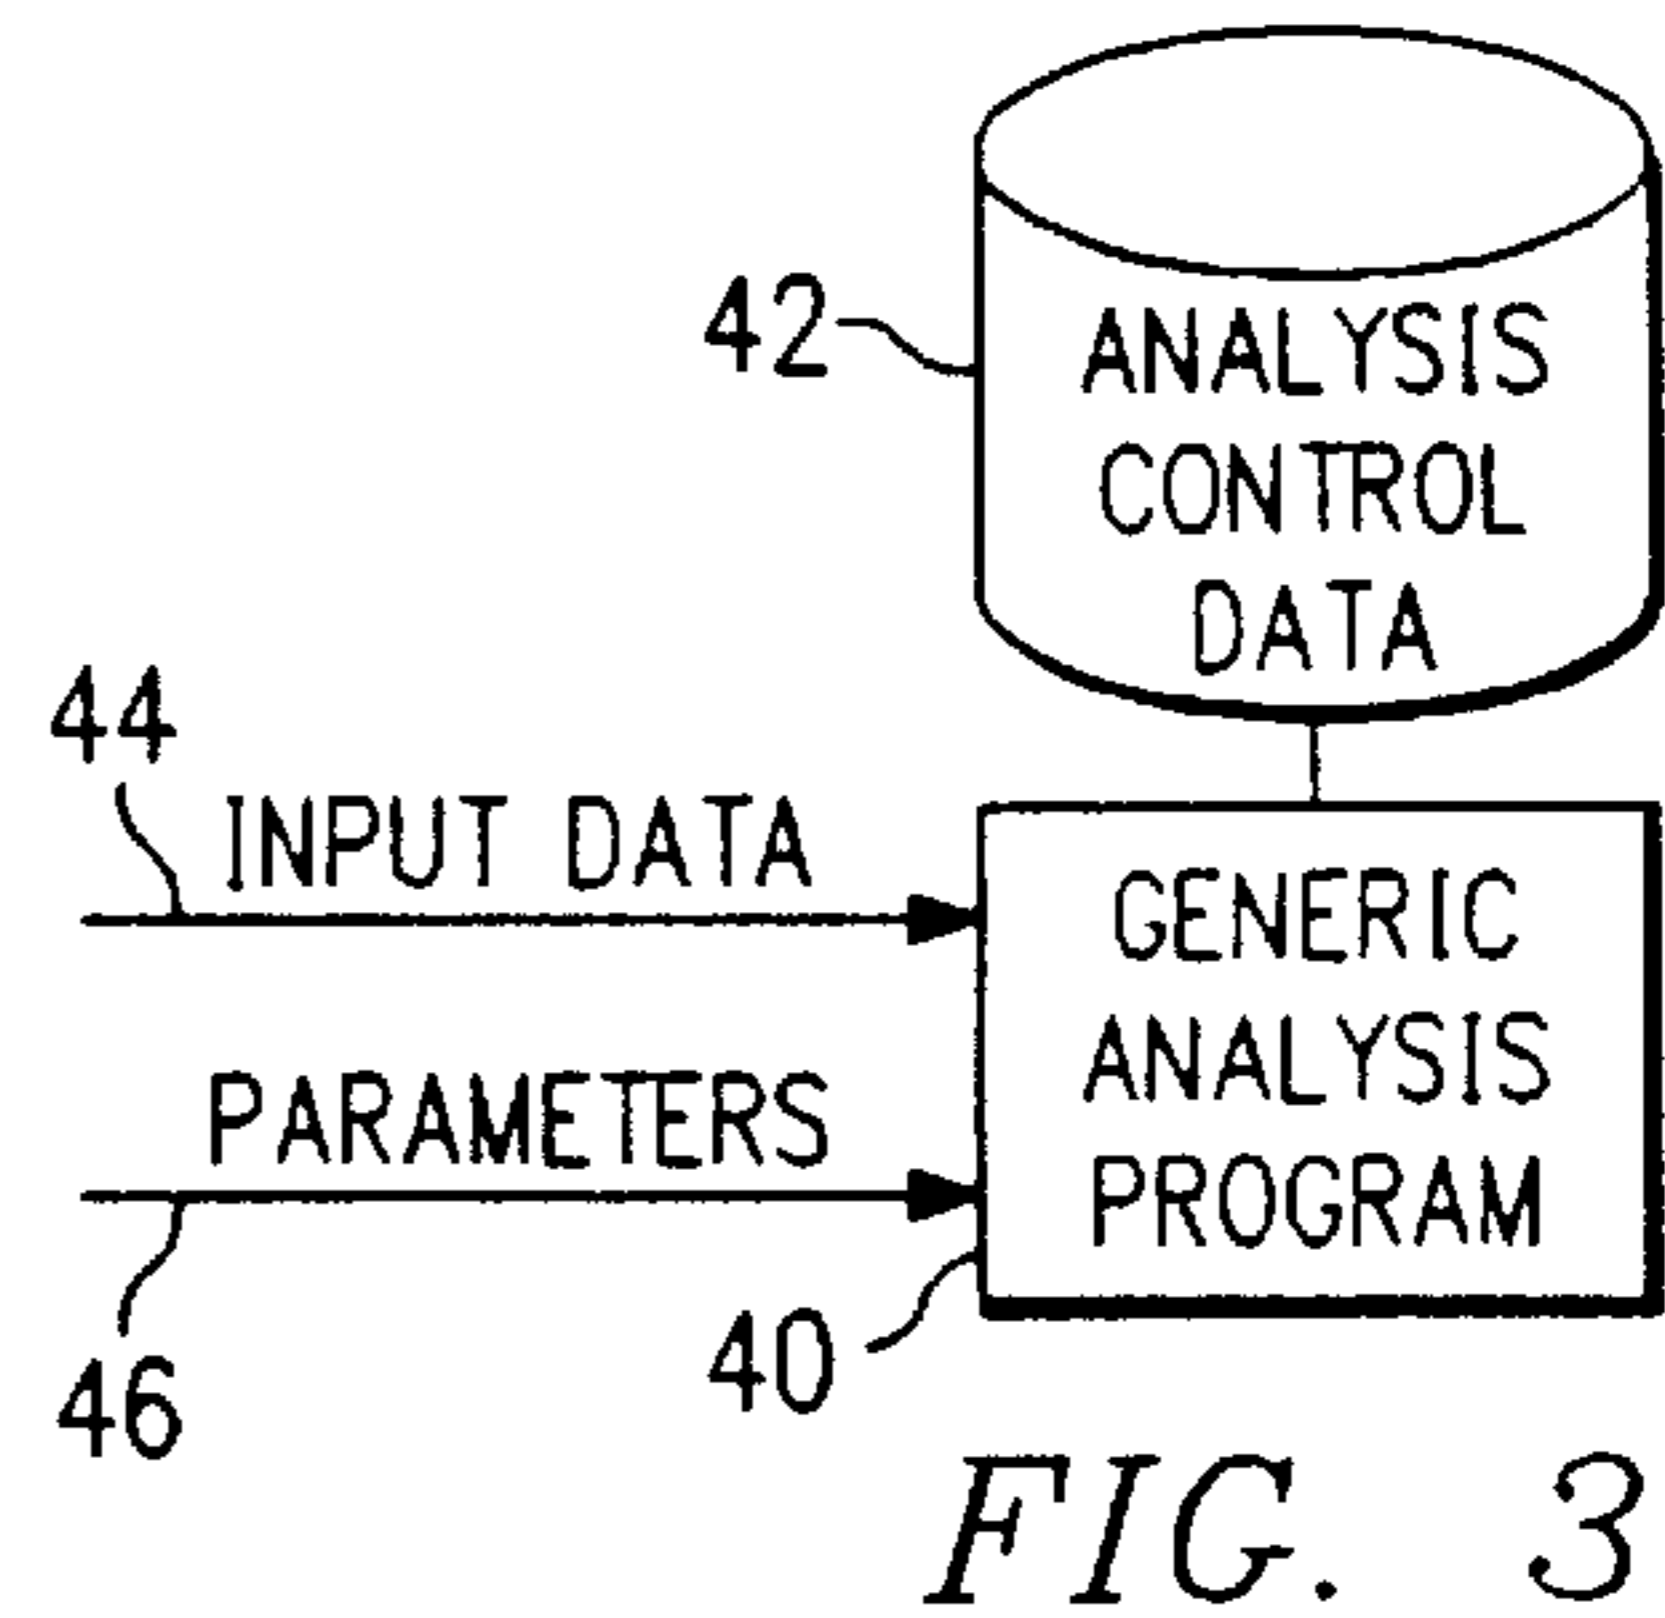 42
ANALYSIS
CONTROL
DATA
44
INPUT DATA
PARAMETERS
46
GENERIC
ANALYSIS
PROGRAM
40
FIG. 3